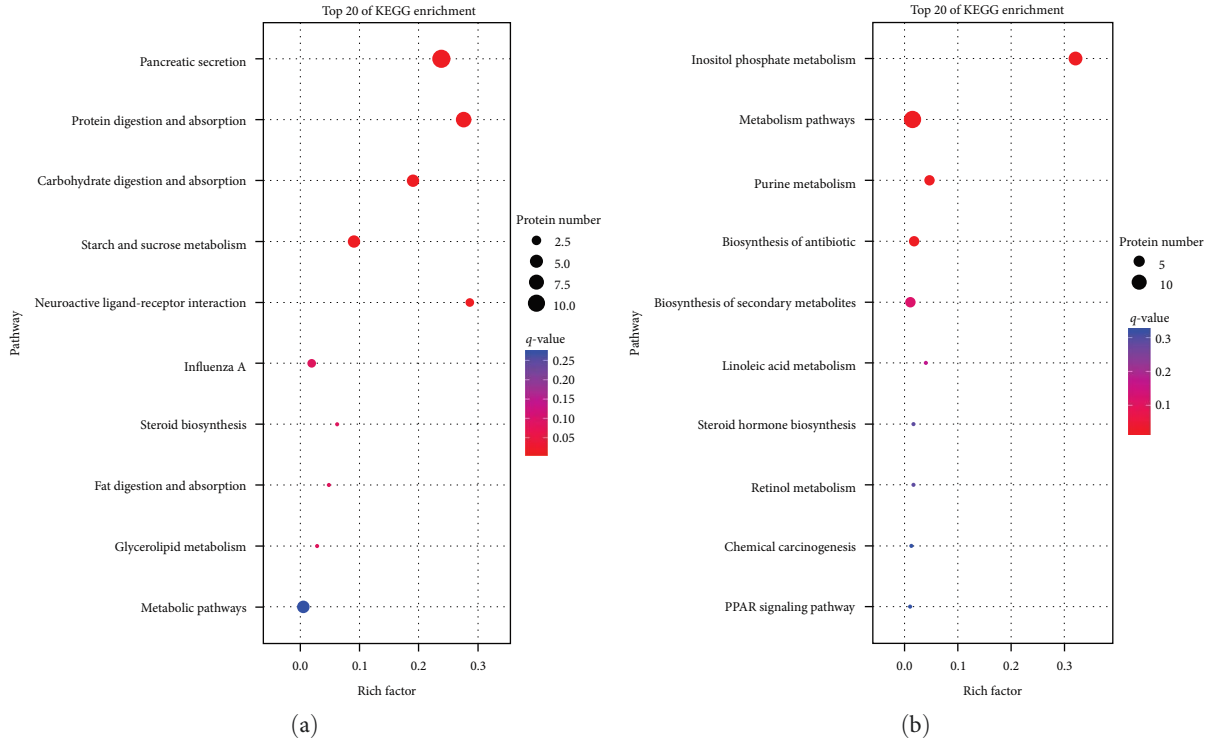 Top 20 of KEGG enrichment
Pathway
Pancreatic secretion
Protein digestion and absorption
Carbohydrate digestion and absorption
Starch and sucrose metabolism
Neuroactive ligand-receptor interaction
Influenza A
Steroid biosynthesis
Fat digestion and absorption
Glycerolipid metabolism
Metabolic pathways
0.0 0.1 0.2 0.3
Rich factor
Protein number
2.5
5.0
7.5
10.0
q-value
0.25
0.20
0.15
0.10
0.05
(a)
Top 20 of KEGG enrichment
Pathway
Inositol phosphate metabolism
Metabolism pathways
Purine metabolism
Biosynthesis of antibiotic
Biosynthesis of secondary metabolites
Linoleic acid metabolism
Steroid hormone biosynthesis
Retinol metabolism
Chemical carcinogenesis
PPAR signaling pathway
0.0 0.1 0.2 0.3
Rich factor
Protein number
5
10
q-value
0.3
0.2
0.1
(b)